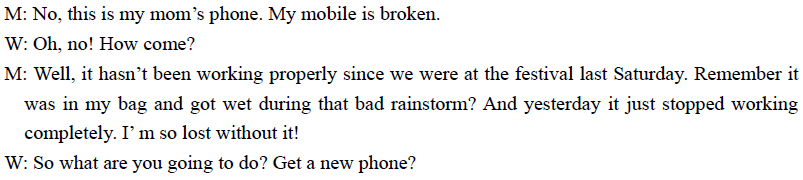 M: No, this is my mom’s phone. My mobile is broken.
W: Oh, no! How come?
M: Well, it hasn’t been working properly since we were at the festival last Saturday. Remember it
was in my bag and got wet during that bad rainstorm? And yesterday it just stopped working
completely. I’ m so lost without it!
W: So what are you going to do? Get a new phone?